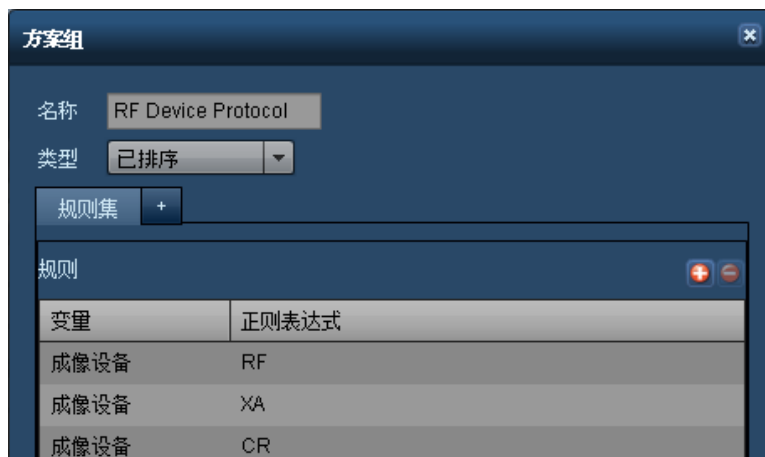 方案组
名称 RF Device Protocol
类型 已排序
规则集 +
规则
变量 正则表达式
成像设备 RF
成像设备 XA
成像设备 CR